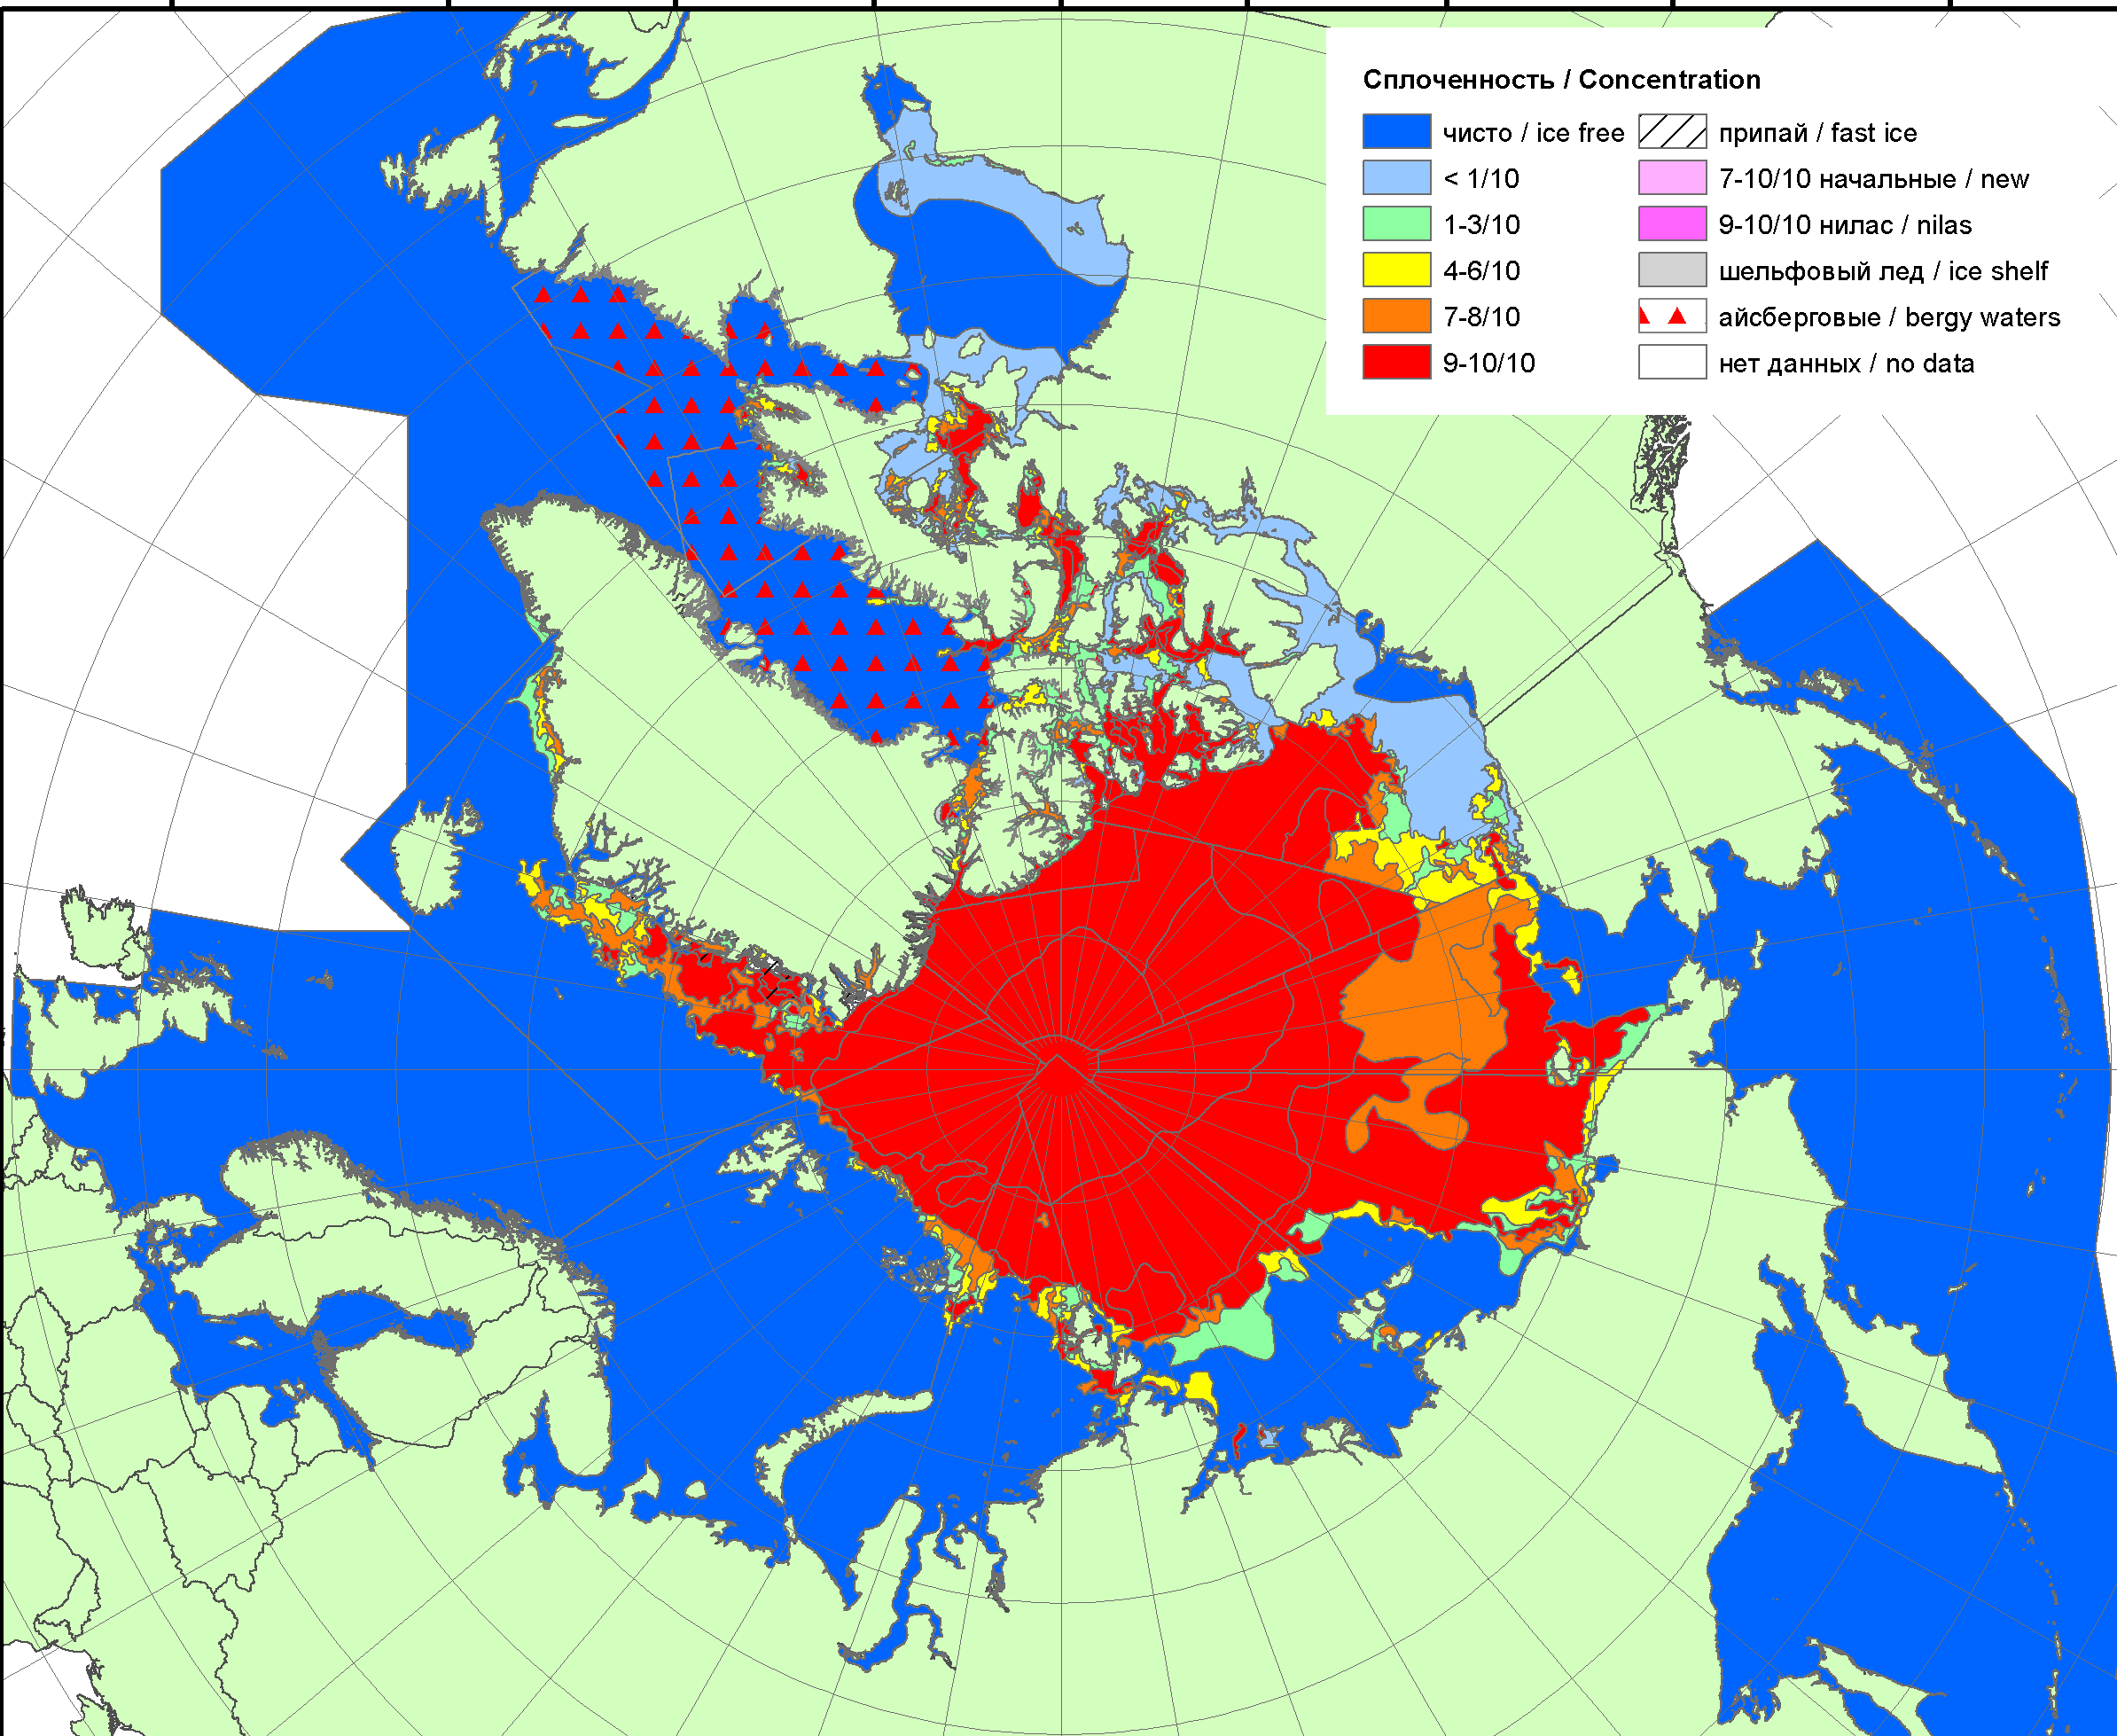 Сплоченность / Concentration
чисто / ice free
< 1/10
1-3/10
4-6/10
7-8/10
9-10/10
припай / fast ice
7-10/10 начальные / new
9-10/10 нилас / nilas
шельфовый лед / ice shelf
айсберговые / bergy waters
нет данных / no data